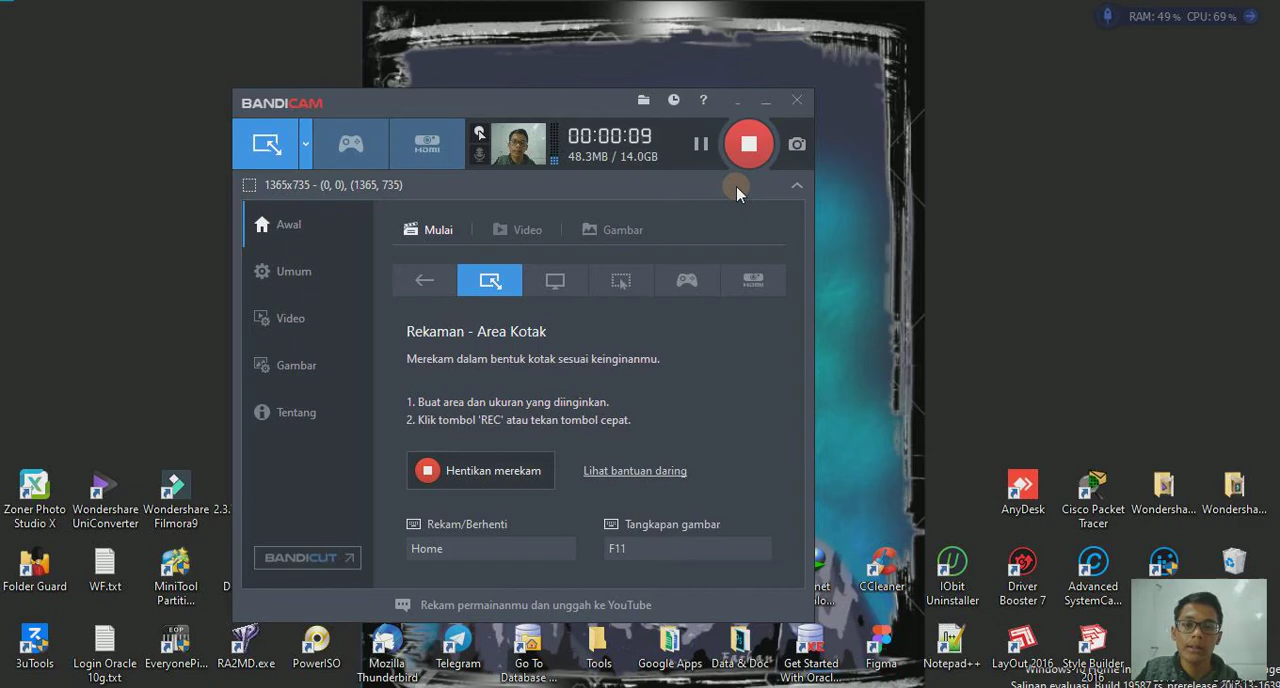 RAM: 49% CPU: 69%
BANDICAM
HDMI
00:00:09
48.3MB / 14.0GB
1365x735 - (0, 0), (1365, 735)
Awal
Umum
Video
Gambar
Tentang
BANDICUT
Mulai
Video
Gambar
HDMI
Rekaman - Area Kotak
Merekam dalam bentuk kotak sesuai keinginanmu.
1. Buat area dan ukuran yang diinginkan.
2. Klik tombol 'REC' atau tekan tombol cepat.
Hentikan merekam
Lihat bantuan daring
Rekam/Berhenti
Home
Tangkapan gambar
F11
Rekam permainanmu dan unggah ke YouTube
Zoner Photo
Studio X
Wondershare
UniConverter
Wondershare
Filmora9
2.3.
AnyDesk
Cisco Packet
Tracer
Wondersha...
Wondersha...
Folder Guard
WF.txt
MiniTool
Partiti...
D
CCleaner
IObit
Uninstaller
Driver
Booster 7
Advanced
SystemCa...
3uTools
Login Oracle
10g.txt
EOP
EveryonePi...
RA2MD.exe
PowerISO
Mozilla
Thunderbird
Telegram
Go To
Database ...
Tools
Google Apps
Data & Doc
Get Started
With Oracl...
Figma
Notepad++
LayOut 2016
Style Builder
2016